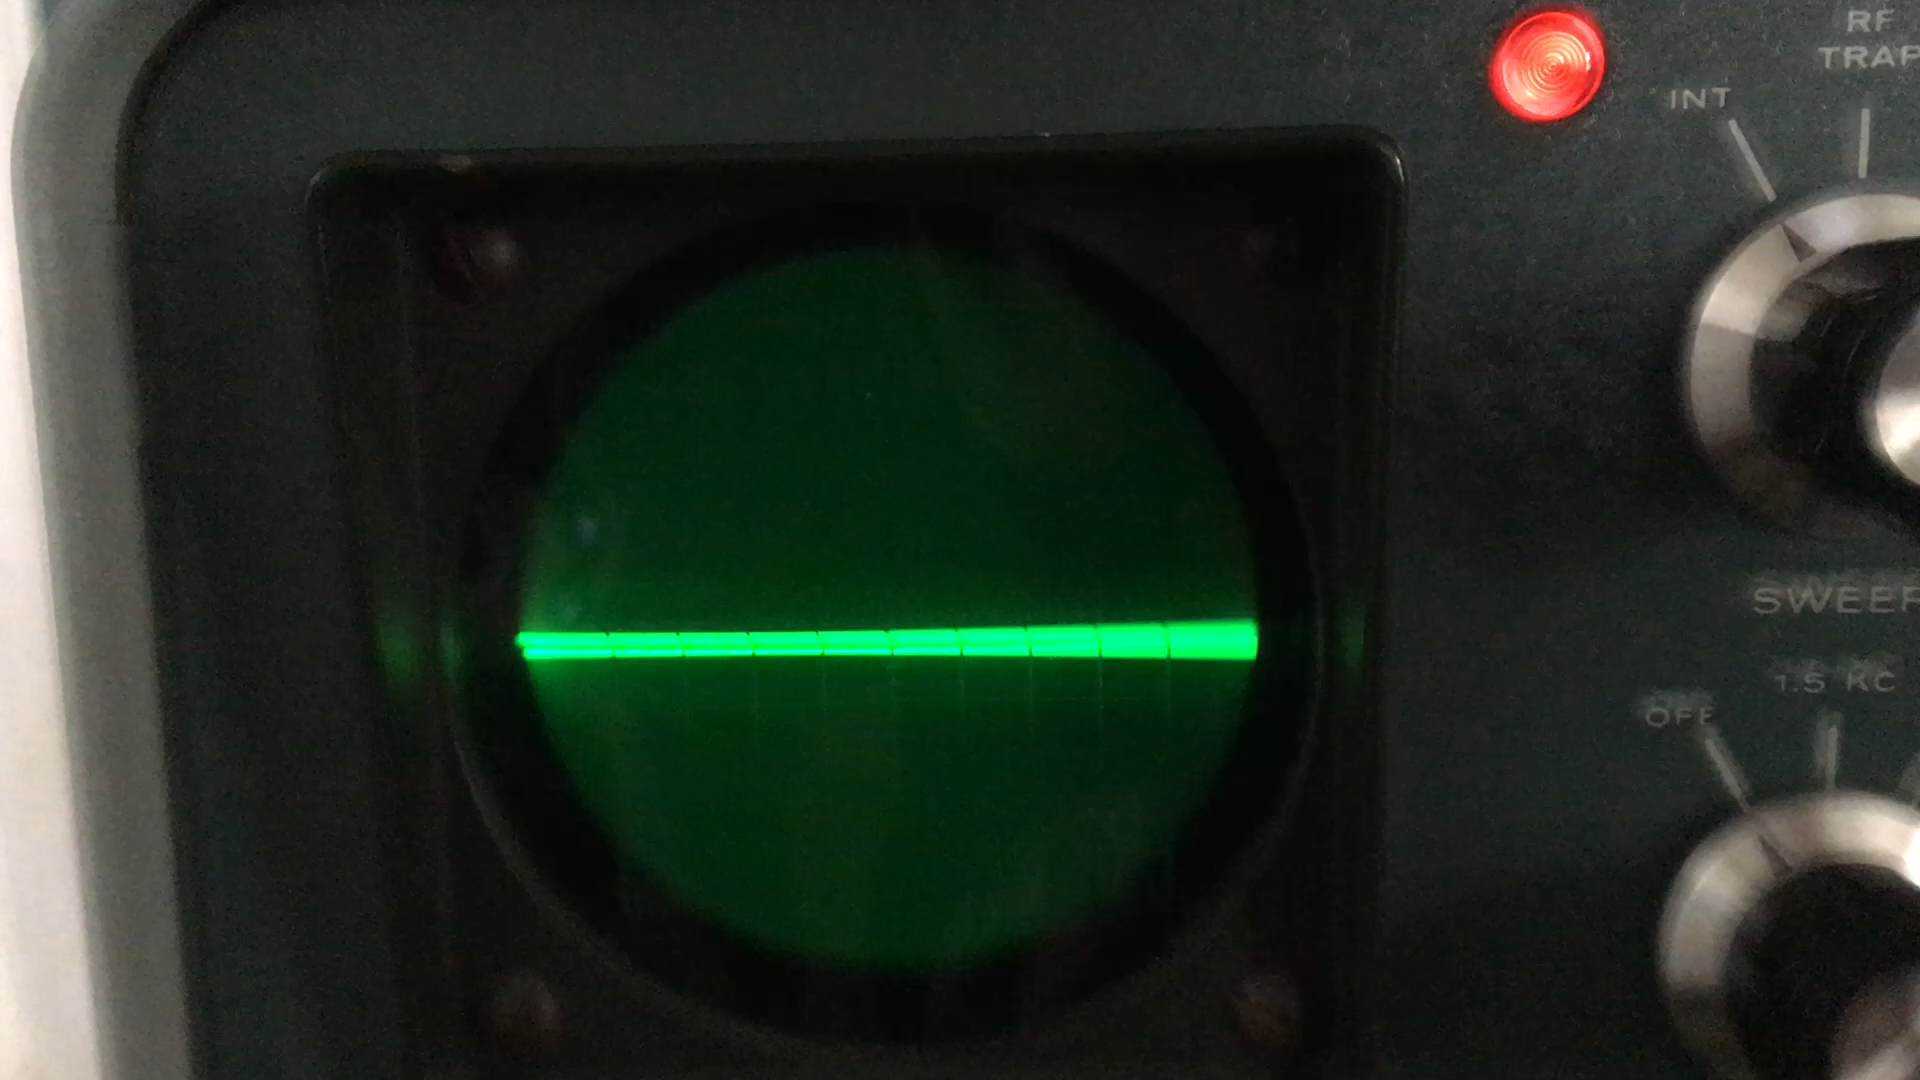 RF
TRAP
INT
SWEEP
1.5 KC
OFF